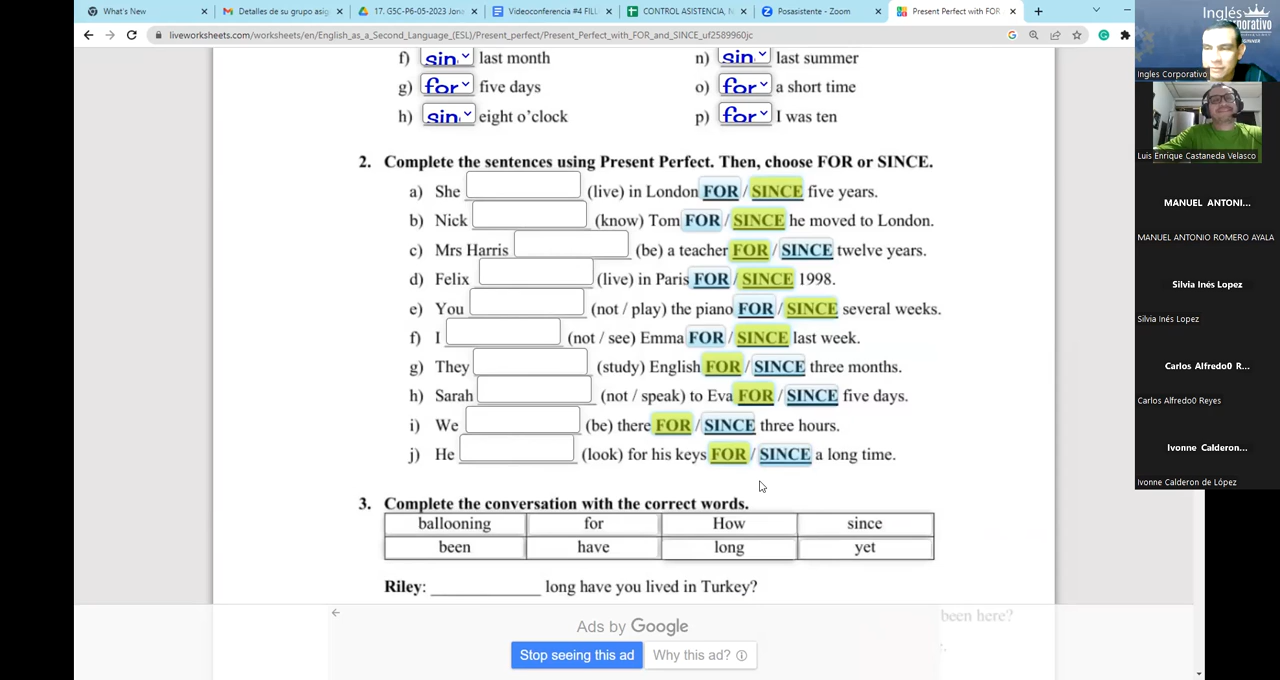 What's New
Detalles de su grupo asig
17. G5C-P6-05-2023 Jona
Videoconferencia #4 FILL
CONTROL ASISTENCIA, N
Posasistente - Zoom
Present Perfect with FOR
liveworksheets.com/worksheets/en/English_as_a_Second_Language_(ESL)/Present_perfect/Present_Perfect_with_FOR_and_SINCE_uf2589960jc
f) sin last month
n) sin last summer
g) for five days
o) for a short time
h) sin eight o'clock
p) for I was ten
2. Complete the sentences using Present Perfect. Then, choose FOR or SINCE.
a) She (live) in London FOR / SINCE five years.
b) Nick (know) Tom FOR / SINCE he moved to London.
c) Mrs Harris (be) a teacher FOR / SINCE twelve years.
d) Felix (live) in Paris FOR / SINCE 1998.
e) You (not / play) the piano FOR / SINCE several weeks.
f) I (not / see) Emma FOR / SINCE last week.
g) They (study) English FOR / SINCE three months.
h) Sarah (not / speak) to Eva FOR / SINCE five days.
i) We (be) there FOR / SINCE three hours.
j) He (look) for his keys FOR / SINCE a long time.
3. Complete the conversation with the correct words.
ballooning for How since
been have long yet
Riley: ____________ long have you lived in Turkey?
been here?
Ads by Google
Stop seeing this ad
Why this ad?
Inglés
Corporativo
Ingles Corporativo
Luis Enrique Castaneda Velasco
MANUEL ANTONI...
MANUEL ANTONIO ROMERO AYALA
Silvia Inés Lopez
Silvia Inés Lopez
Carlos Alfredo0 R...
Carlos Alfredo0 Reyes
Ivonne Calderon...
Ivonne Calderon de López